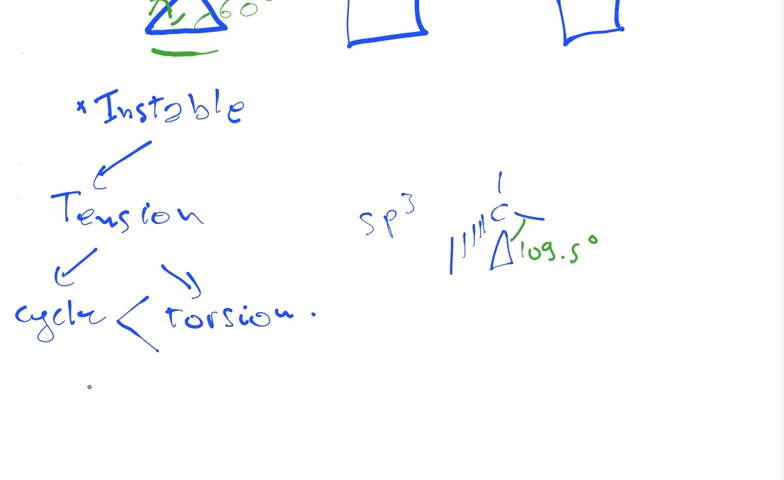 60°
* Instable
Tension
sp³
C
109.5°
cycle < torsion.